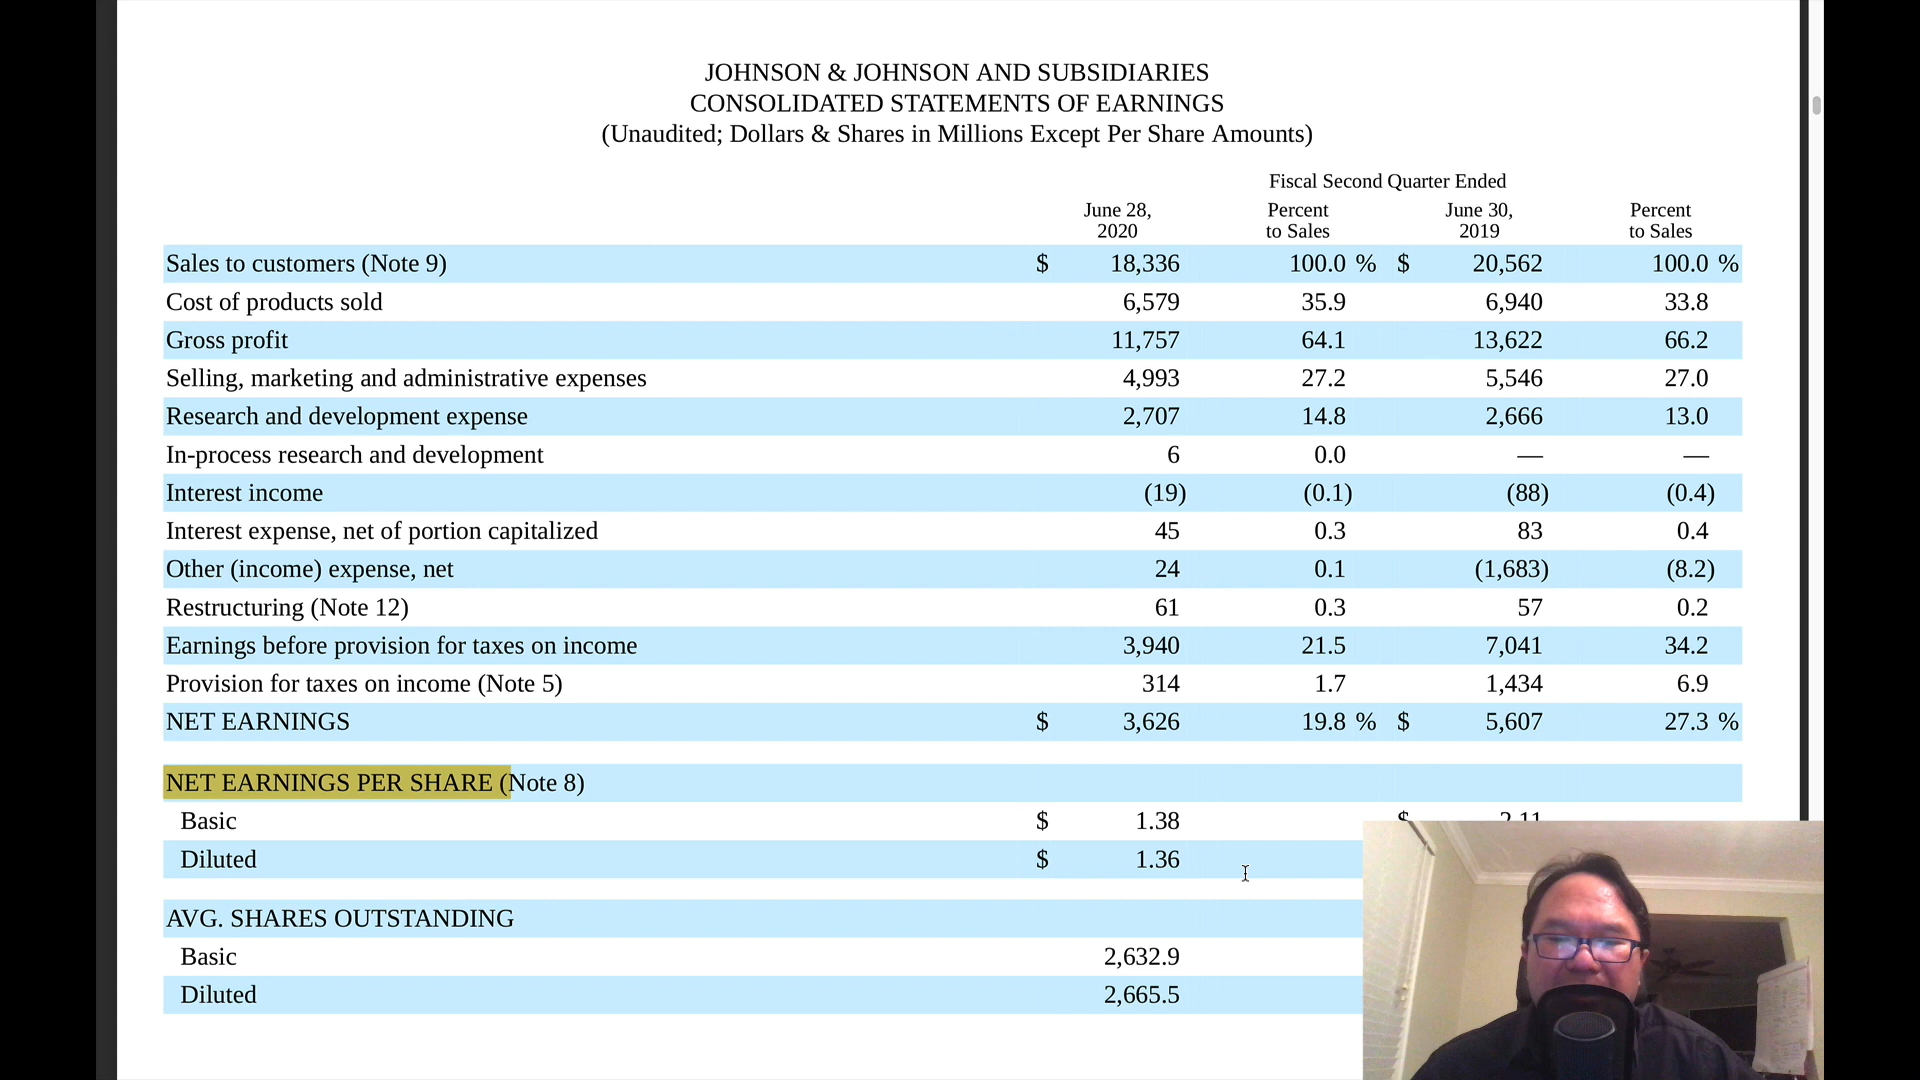 JOHNSON & JOHNSON AND SUBSIDIARIES
CONSOLIDATED STATEMENTS OF EARNINGS
(Unaudited; Dollars & Shares in Millions Except Per Share Amounts)
Fiscal Second Quarter Ended
June 28, 2020 Percent to Sales June 30, 2019 Percent to Sales
Sales to customers (Note 9) $ 18,336 100.0 % $ 20,562 100.0 %
Cost of products sold 6,579 35.9 6,940 33.8
Gross profit 11,757 64.1 13,622 66.2
Selling, marketing and administrative expenses 4,993 27.2 5,546 27.0
Research and development expense 2,707 14.8 2,666 13.0
In-process research and development 6 0.0 — —
Interest income (19) (0.1) (88) (0.4)
Interest expense, net of portion capitalized 45 0.3 83 0.4
Other (income) expense, net 24 0.1 (1,683) (8.2)
Restructuring (Note 12) 61 0.3 57 0.2
Earnings before provision for taxes on income 3,940 21.5 7,041 34.2
Provision for taxes on income (Note 5) 314 1.7 1,434 6.9
NET EARNINGS $ 3,626 19.8 % $ 5,607 27.3 %
NET EARNINGS PER SHARE (Note 8)
Basic $ 1.38 $ 2.11
Diluted $ 1.36
AVG. SHARES OUTSTANDING
Basic 2,632.9
Diluted 2,665.5